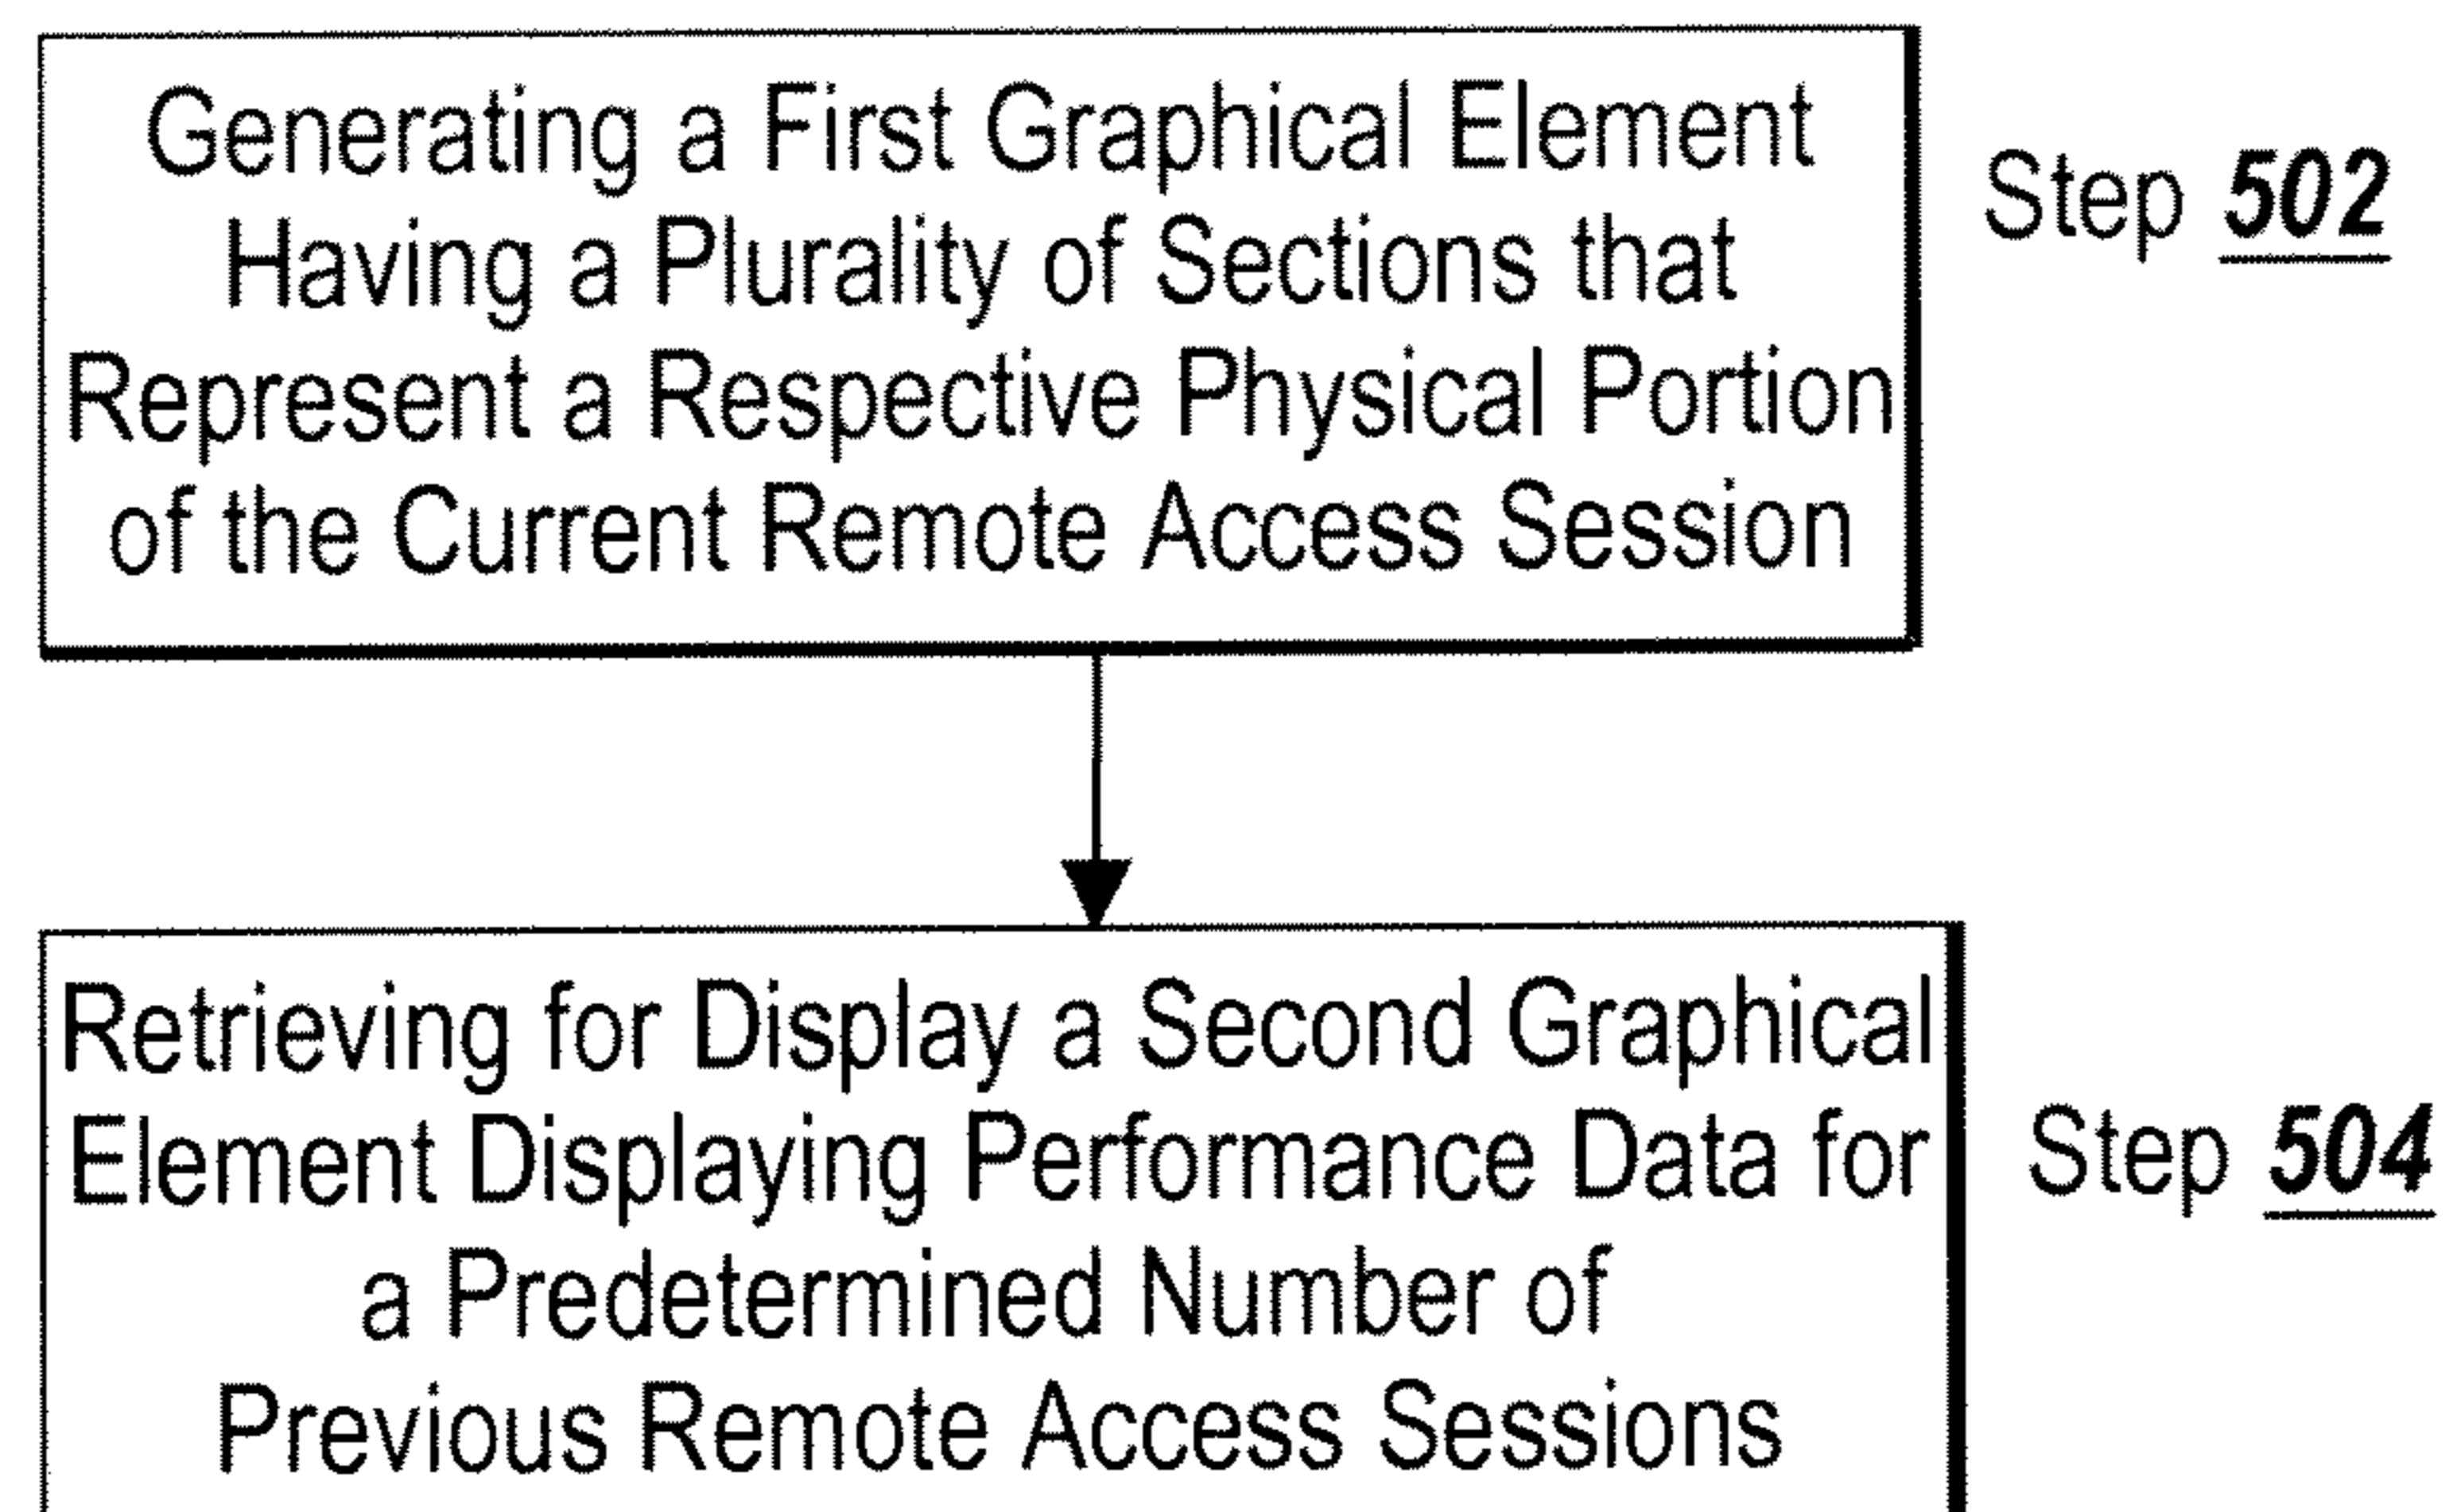 Generating a First Graphical Element
Having a Plurality of Sections that
Represent a Respective Physical Portion
of the Current Remote Access Session
Step 502
Retrieving for Display a Second Graphical
Element Displaying Performance Data for
a Predetermined Number of
Previous Remote Access Sessions
Step 504